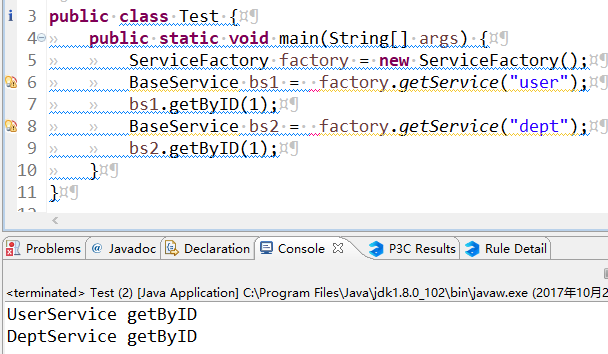 3 public class Test {
4 public static void main(String[] args) {
5 ServiceFactory factory = new ServiceFactory();
6 BaseService bs1 = factory.getService("user");
7 bs1.getByID(1);
8 BaseService bs2 = factory.getService("dept");
9 bs2.getByID(1);
10 }
11 }
Problems @ Javadoc Declaration Console P3C Results Rule Detail
<terminated> Test (2) [Java Application] C:\Program Files\Java\jdk1.8.0_102\bin\javaw.exe (2017年10月2
UserService getByID
DeptService getByID